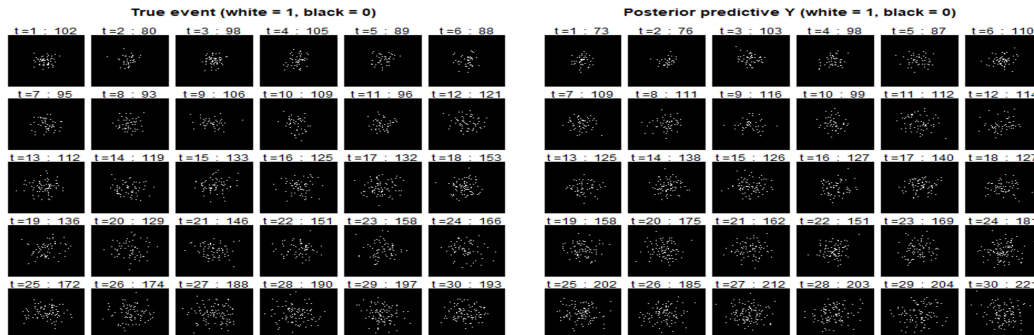 True event (white = 1, black = 0)
t=1 : 102 t=2 : 80 t=3 : 98 t=4 : 105 t=5 : 89 t=6 : 88
t=7 : 95 t=8 : 93 t=9 : 106 t=10 : 109 t=11 : 96 t=12 : 121
t=13 : 112 t=14 : 119 t=15 : 133 t=16 : 125 t=17 : 132 t=18 : 153
t=19 : 136 t=20 : 129 t=21 : 146 t=22 : 151 t=23 : 158 t=24 : 166
t=25 : 172 t=26 : 174 t=27 : 188 t=28 : 190 t=29 : 197 t=30 : 193
Posterior predictive Y (white = 1, black = 0)
t=1 : 73 t=2 : 76 t=3 : 103 t=4 : 98 t=5 : 87 t=6 : 110
t=7 : 109 t=8 : 111 t=9 : 116 t=10 : 99 t=11 : 112 t=12 : 114
t=13 : 125 t=14 : 138 t=15 : 126 t=16 : 127 t=17 : 140 t=18 : 127
t=19 : 158 t=20 : 175 t=21 : 162 t=22 : 151 t=23 : 169 t=24 : 181
t=25 : 202 t=26 : 185 t=27 : 212 t=28 : 203 t=29 : 204 t=30 : 221